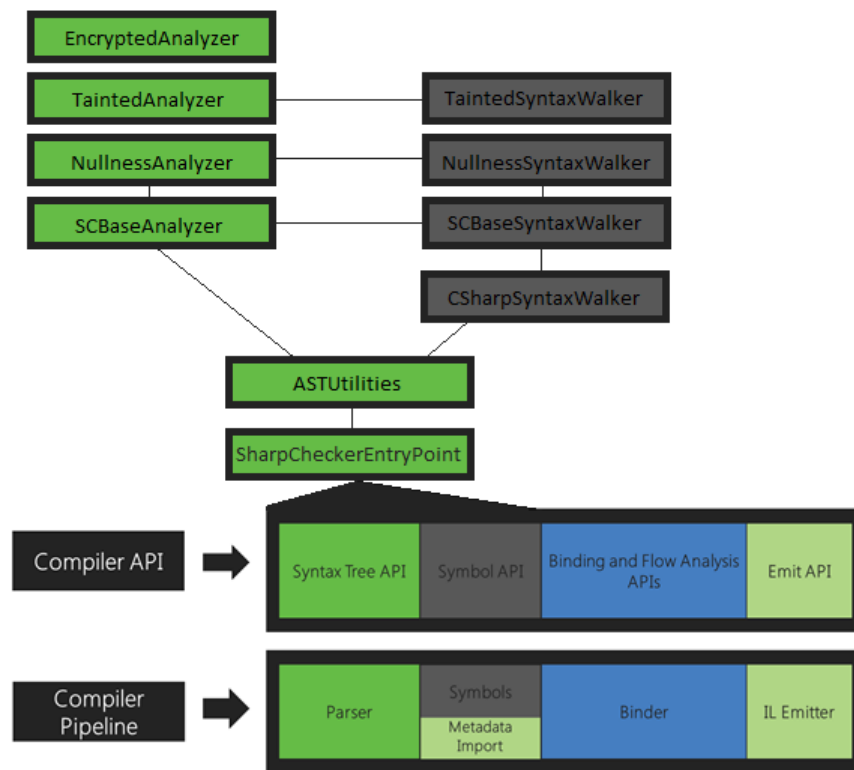 EncryptedAnalyzer
TaintedAnalyzer
TaintedSyntaxWalker
NullnessAnalyzer
NullnessSyntaxWalker
SCBaseAnalyzer
SCBaseSyntaxWalker
CSharpSyntaxWalker
ASTUtilities
SharpCheckerEntryPoint
Compiler API
Syntax Tree API
Symbol API
Binding and Flow Analysis
APIs
Emit API
Compiler
Pipeline
Parser
Symbols
Metadata
Import
Binder
IL Emitter